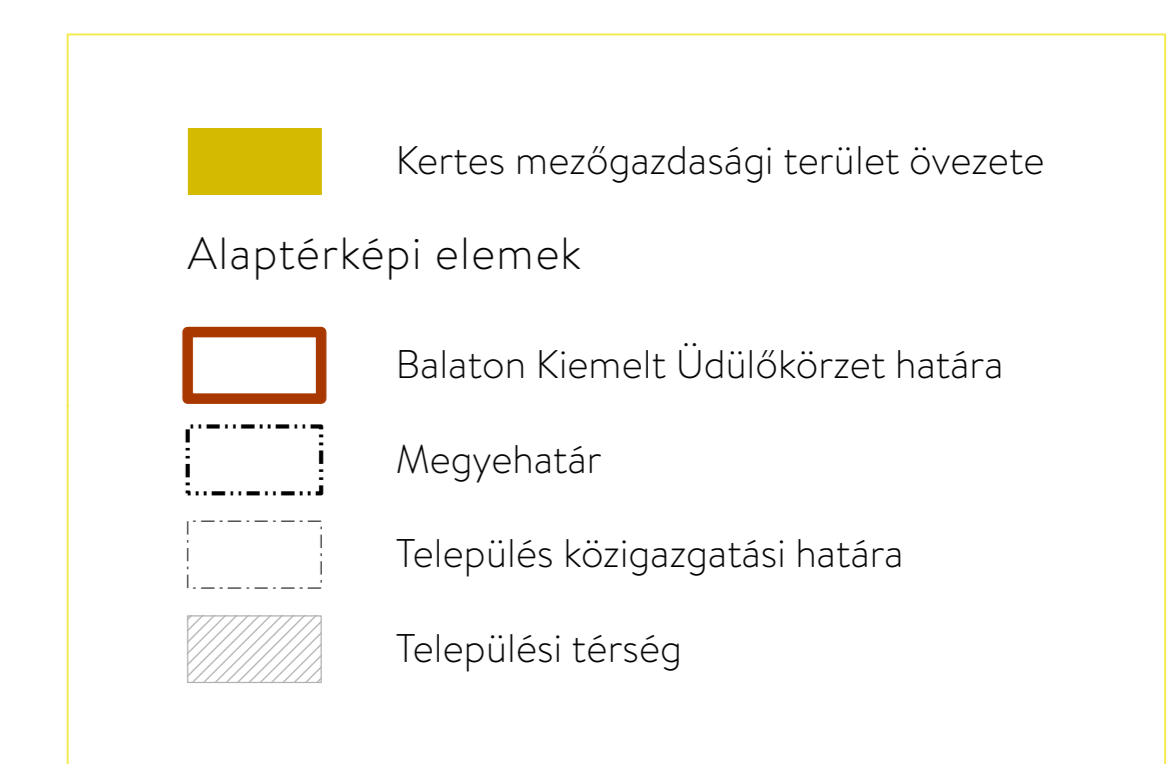 Kertes mezőgazdasági terület övezete
Alaptérképi elemek
Balaton Kiemelt Üdülőkörzet határa
Megyehatár
Település közigazgatási határa
Települési térség